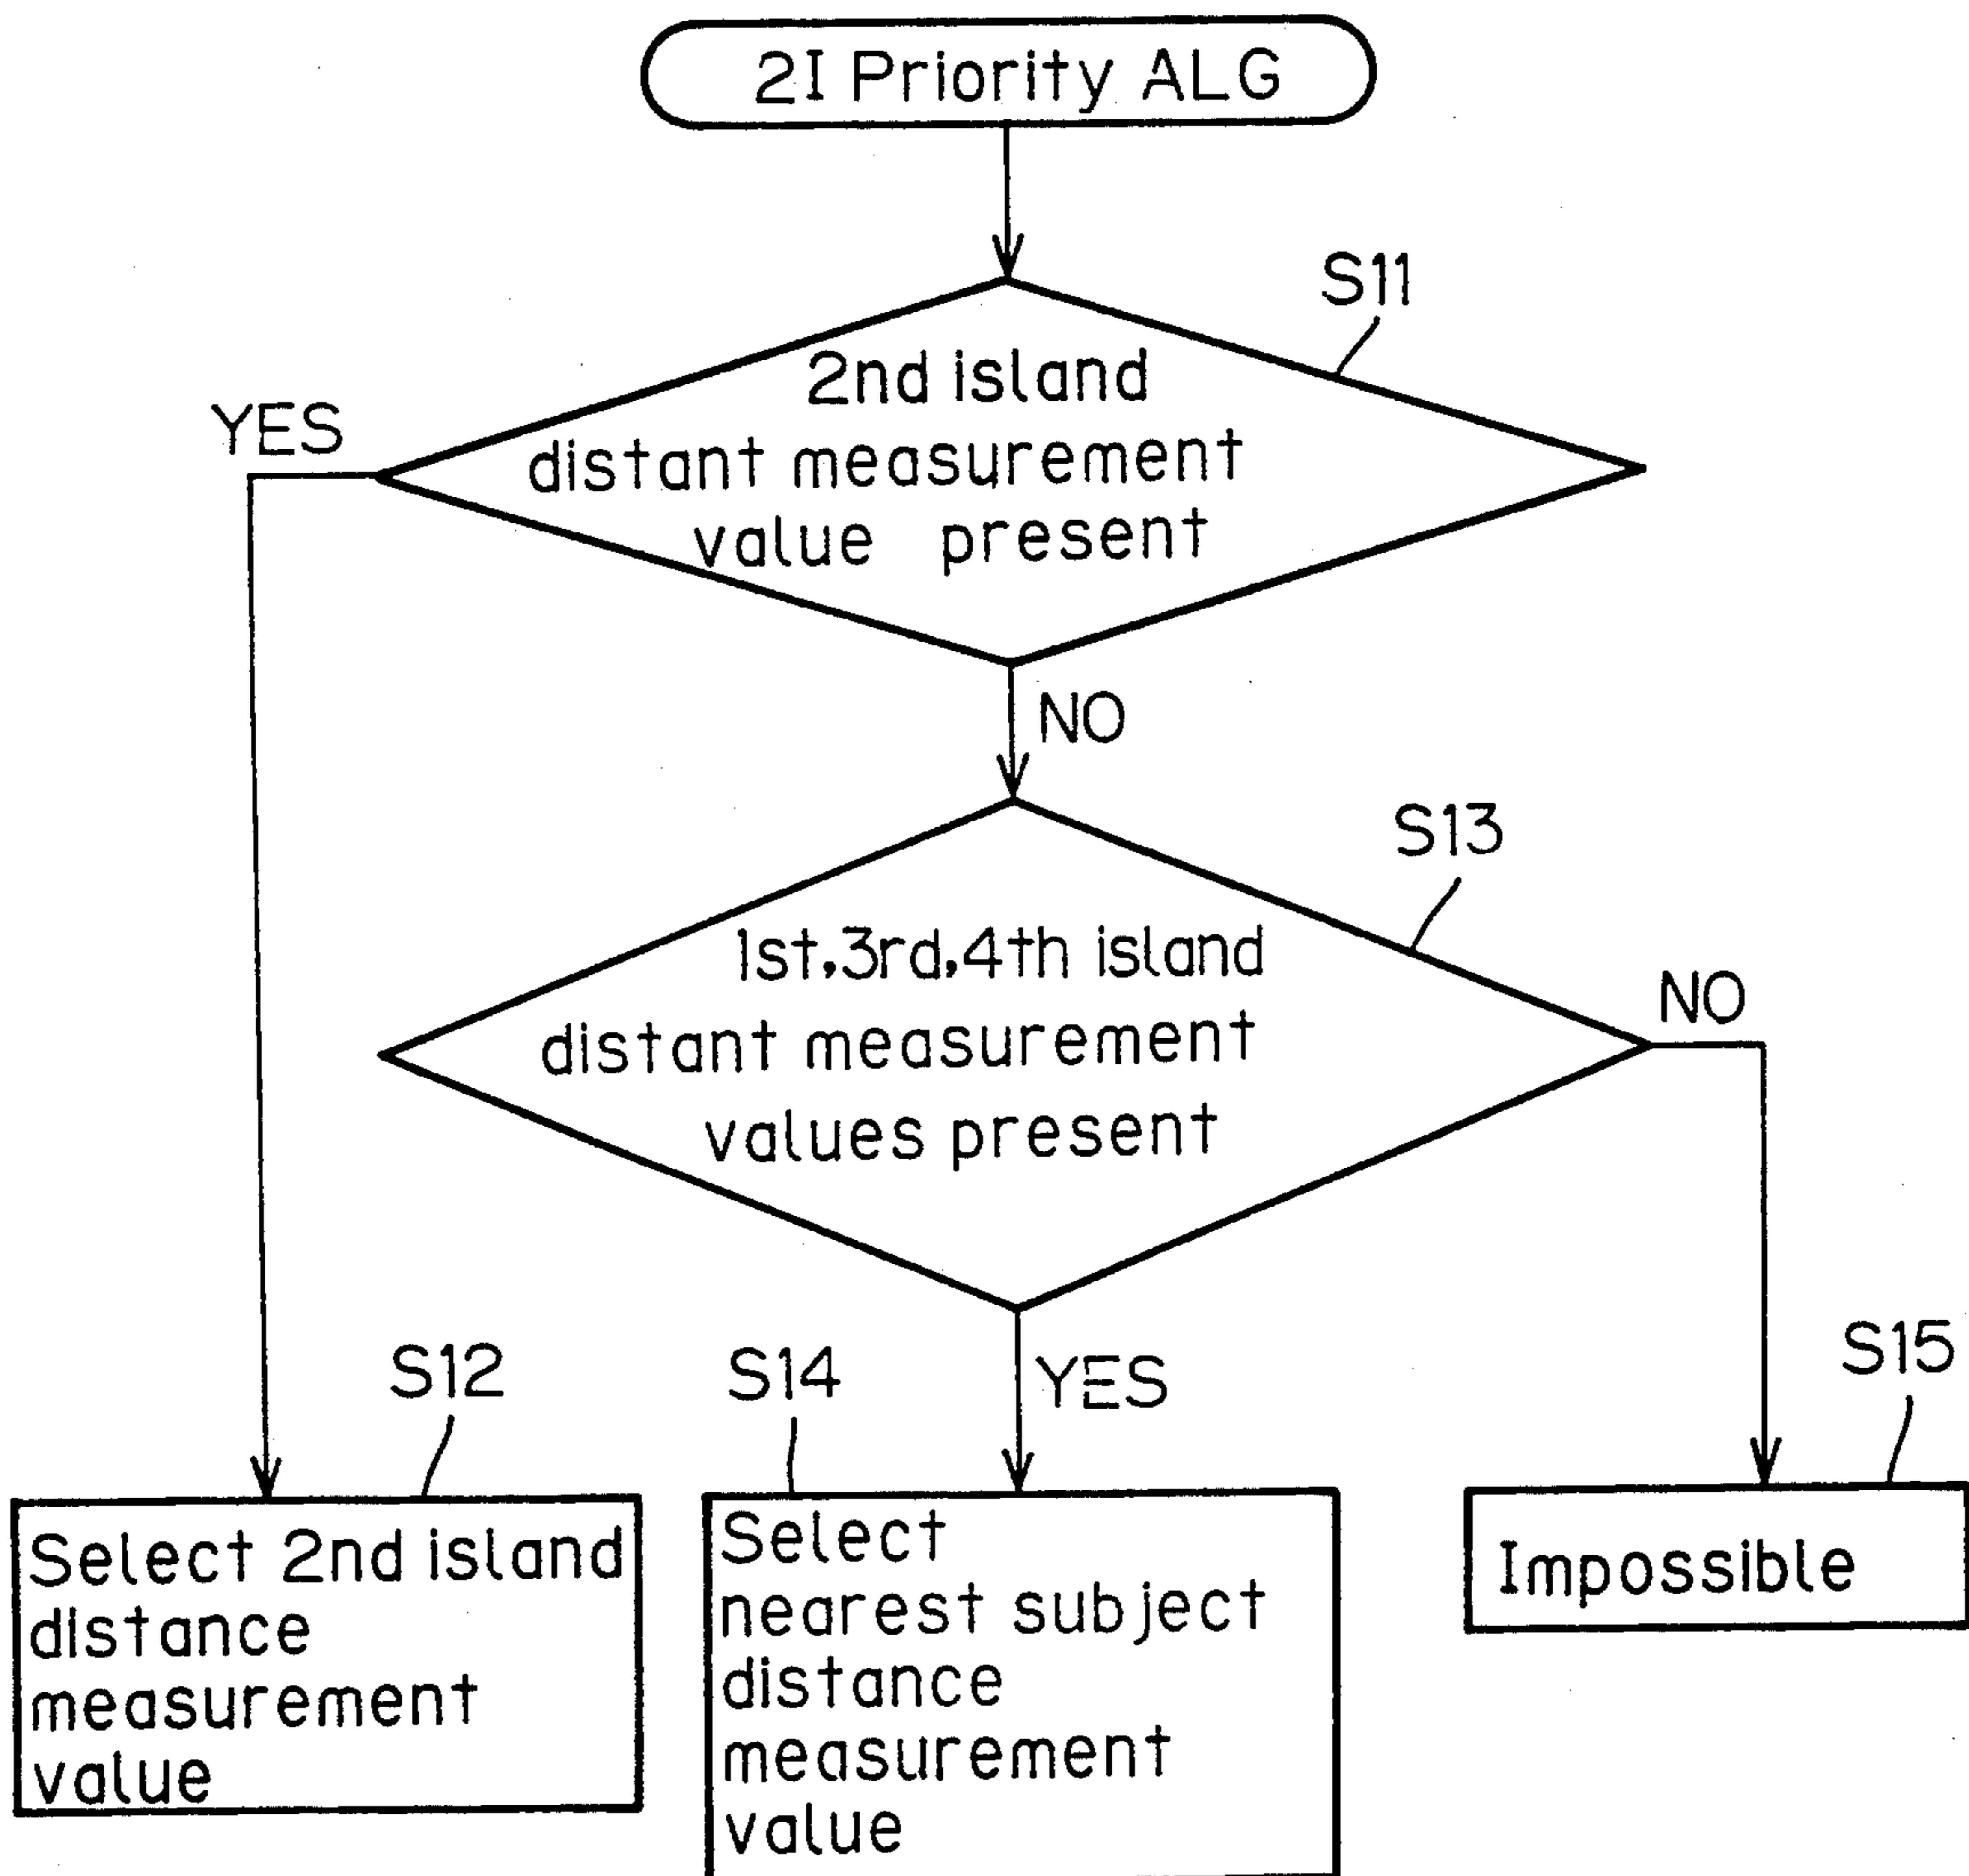 2I Priority ALG
S11
2nd island
distant measurement
value present
YES
NO
S13
1st,3rd,4th island
distant measurement
values present
NO
YES
S12
Select 2nd island
distance
measurement
value
S14
Select
nearest subject
distance
measurement
value
S15
Impossible